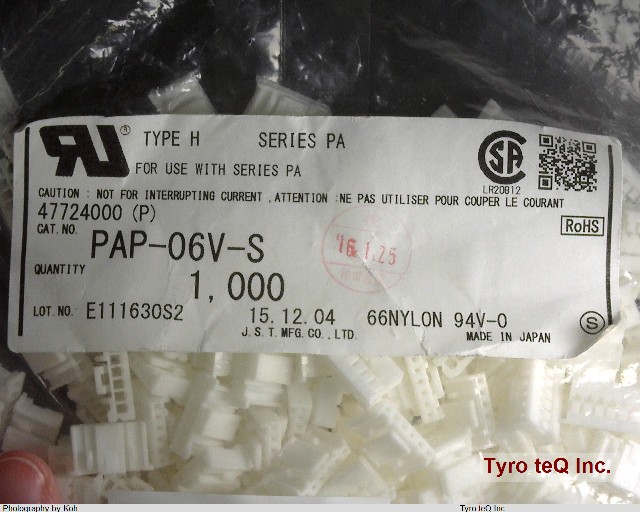 TYPE H SERIES PA
FOR USE WITH SERIES PA
LR20812
CAUTION : NOT FOR INTERRUPTING CURRENT , ATTENTION :NE PAS UTILISER POUR COUPER LE COURANT
47724000 (P)
RoHS
CAT. NO. PAP-06V-S
'16.1.25
QUANTITY 1,000
LOT. NO. E111630S2 15.12.04 66NYLON 94V-0 S
J.S.T.MFG.CO.,LTD. MADE IN JAPAN
Tyro teQ Inc.
Photography by Koh Tyro teQ Inc